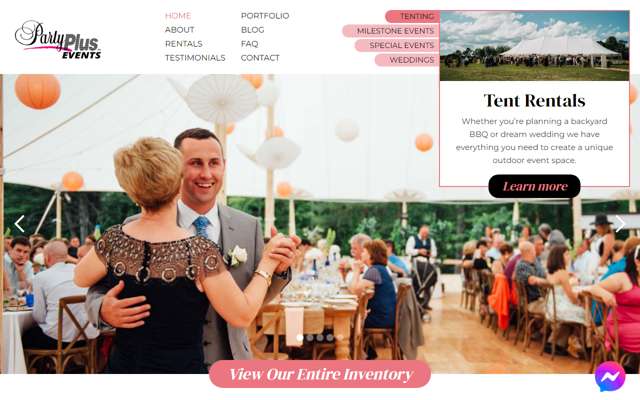 Party Plus
EVENTS
HOME
ABOUT
RENTALS
TESTIMONIALS
PORTFOLIO
BLOG
FAQ
CONTACT
TENTING
MILESTONE EVENTS
SPECIAL EVENTS
WEDDINGS
Tent Rentals
Whether you're planning a backyard
BBQ or dream wedding we have
everything you need to create a unique
outdoor event space.
Learn more
View Our Entire Inventory